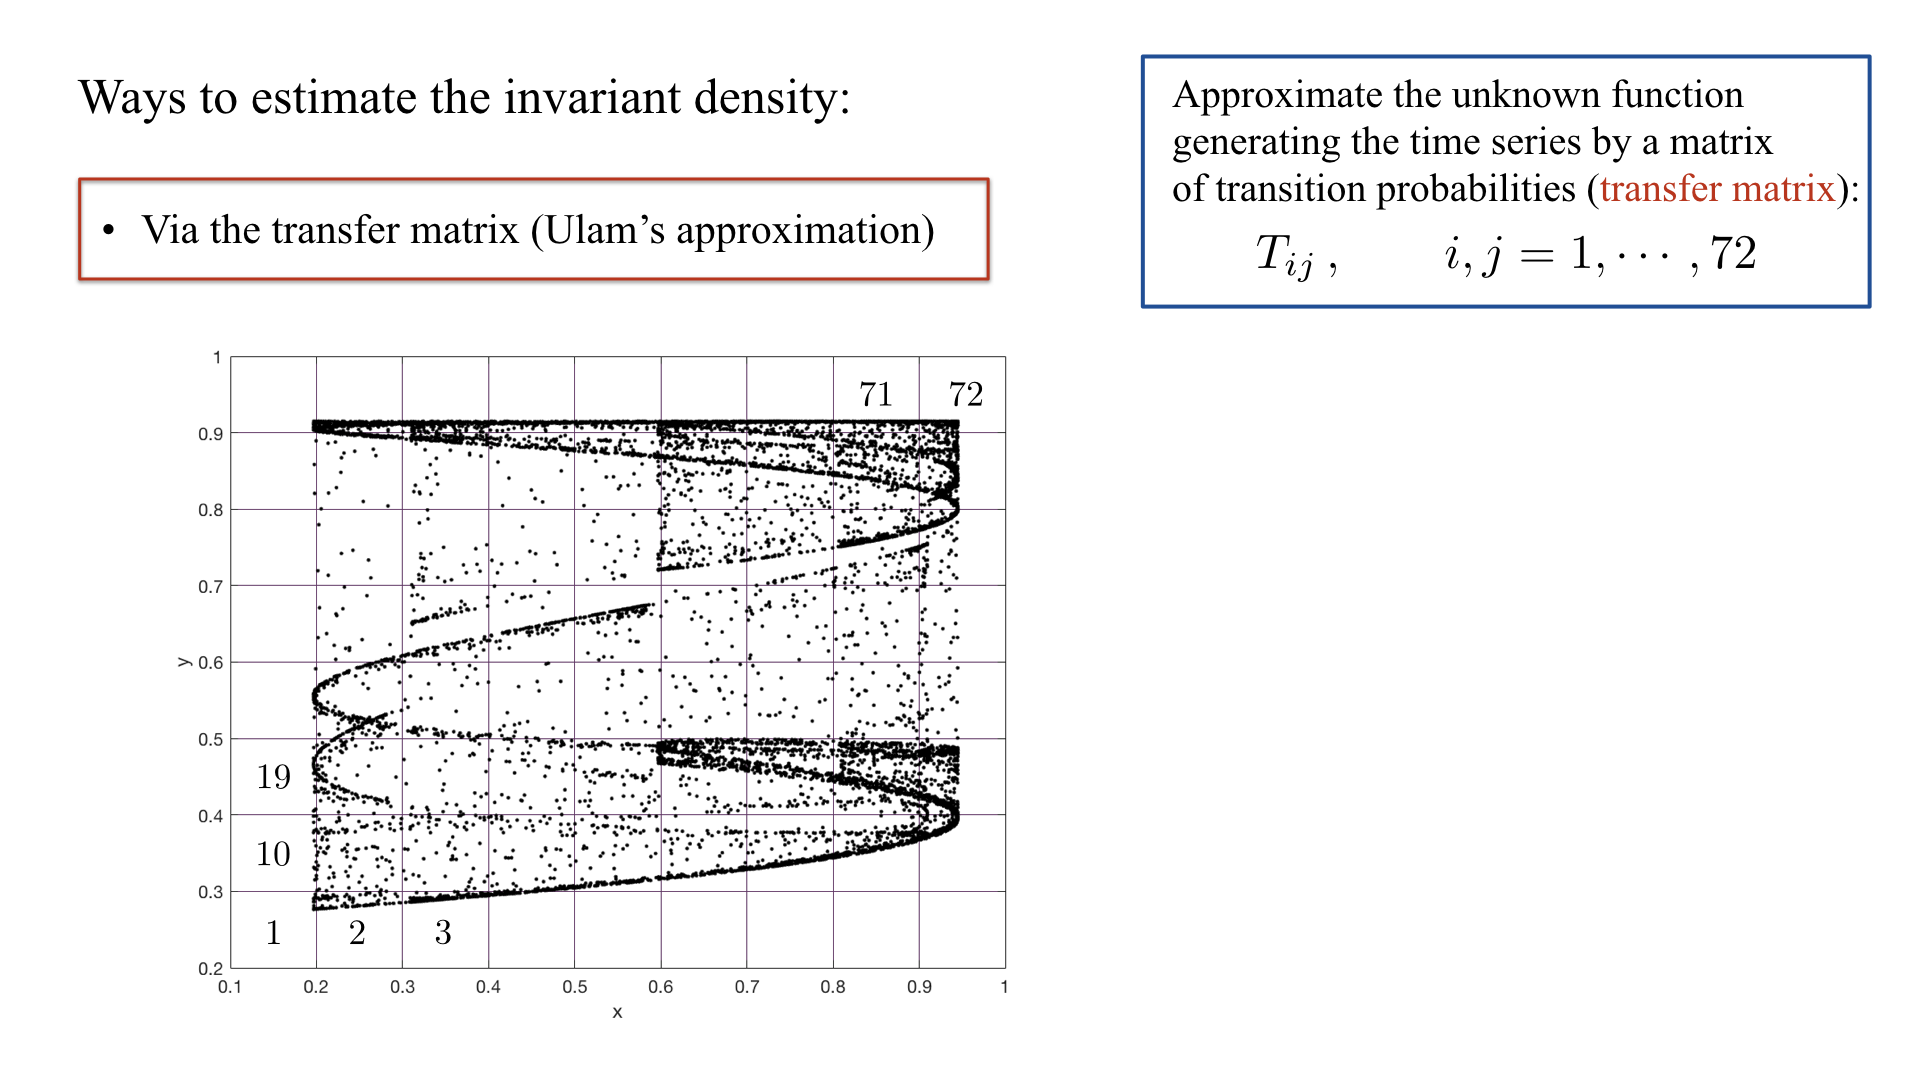 Ways to estimate the invariant density:
• Via the transfer matrix (Ulam’s approximation)
Approximate the unknown function
generating the time series by a matrix
of transition probabilities (transfer matrix):
T_{ij} ,  i, j = 1, ⋯ , 72
1
71 72
0.9
0.8
0.7
y 0.6
0.5
19
0.4
10
0.3
1 2 3
0.2
0.1 0.2 0.3 0.4 0.5 0.6 0.7 0.8 0.9 1
x